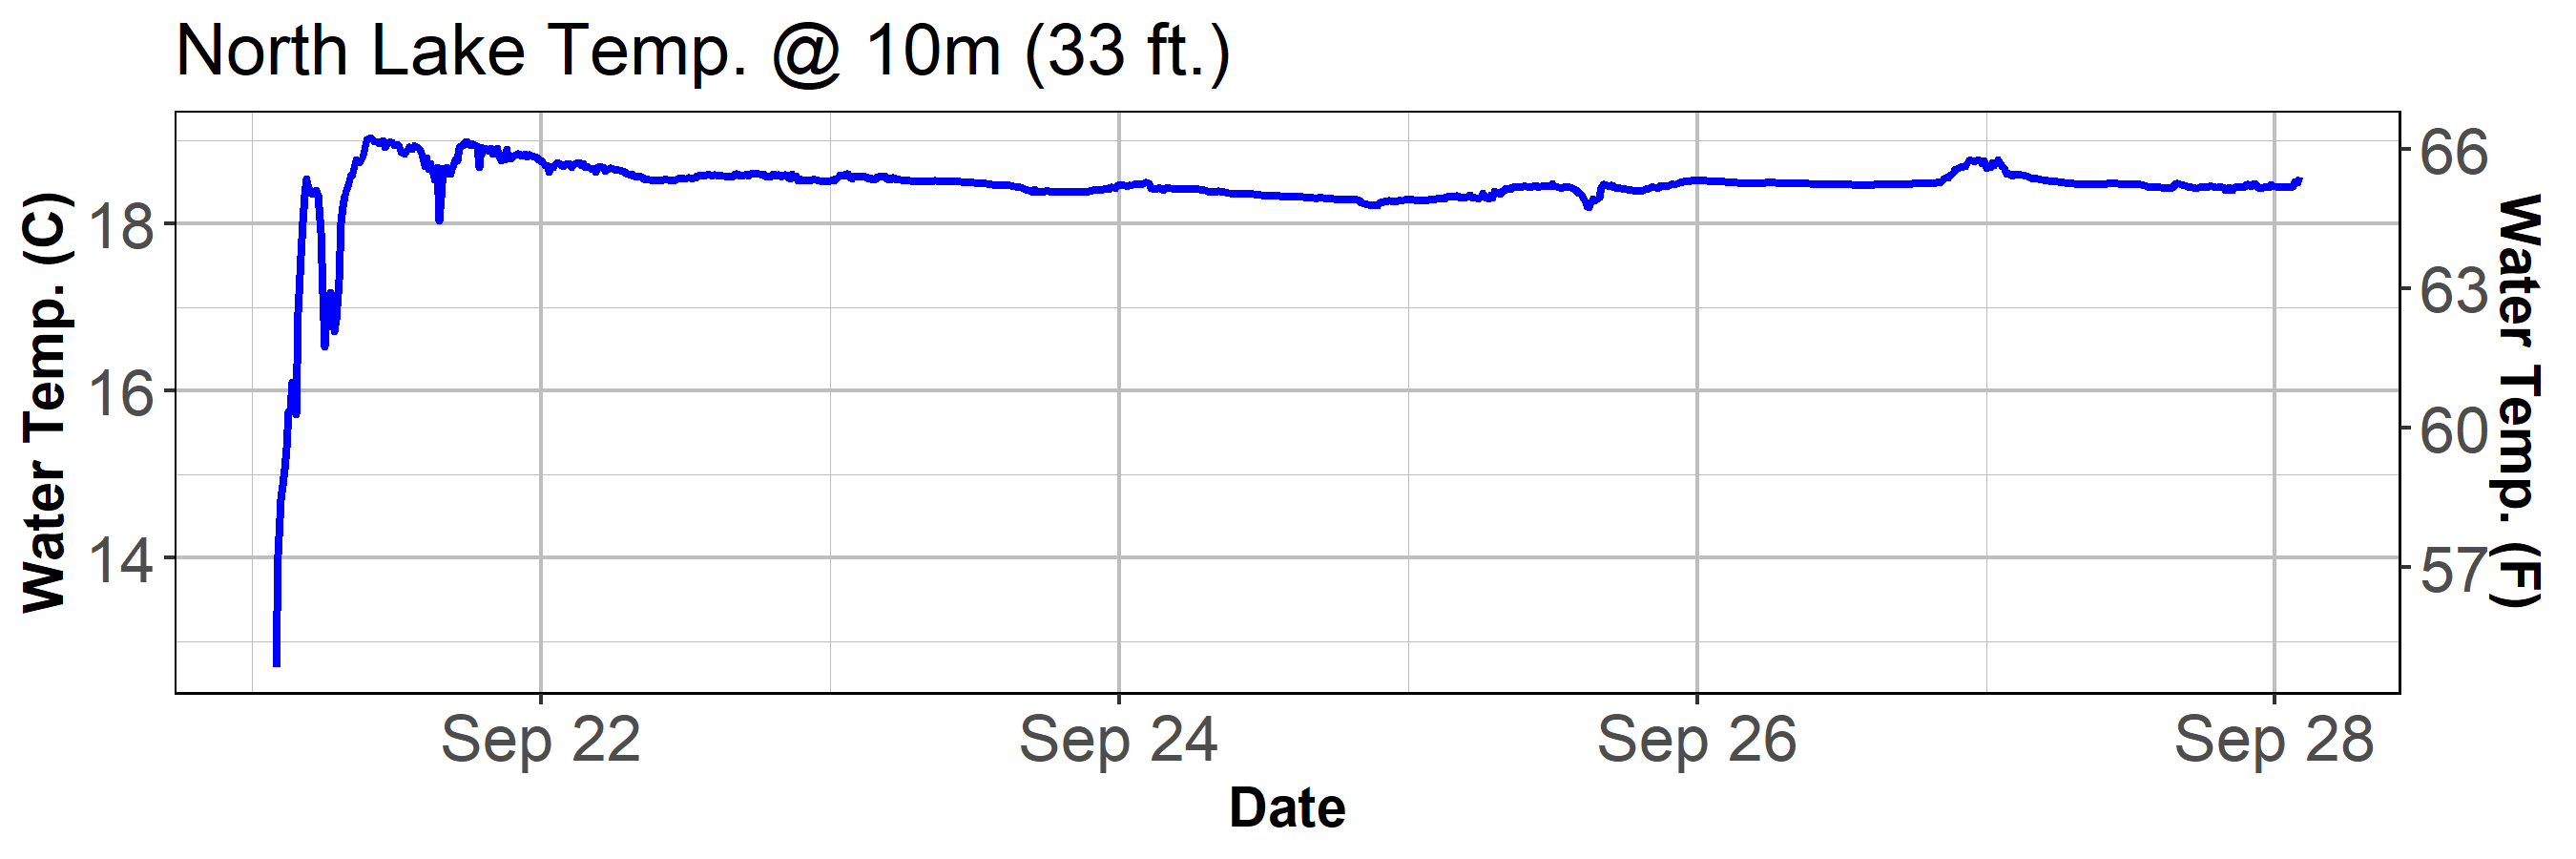 North Lake Temp. @ 10m (33 ft.)
Water Temp. (C)
18
16
14
66
63
60
57
Water Temp. (F)
Sep 22
Sep 24
Sep 26
Sep 28
Date